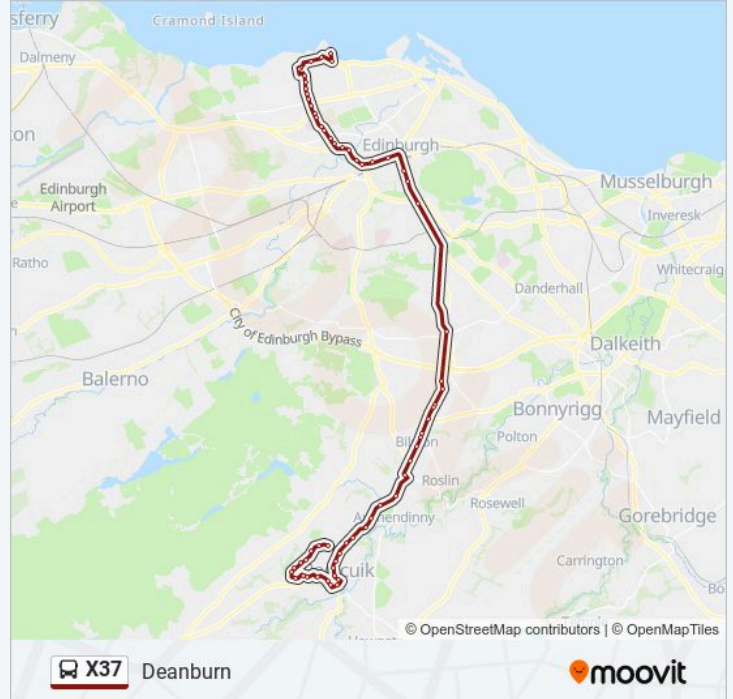 sferry
Cramond Island
Dalmeny
ton
Edinburgh
Edinburgh
Airport
Musselburgh
Inveresk
Ratho
Whitecraig
Danderhall
City of Edinburgh Bypass
Dalkeith
Balerno
Bonnyrigg
Mayfield
Polton
Roslin
Rosewell
Gorebridge
Carrington
cuik
© OpenStreetMap contributors | © OpenMapTiles
X37 Deanburn
moovit